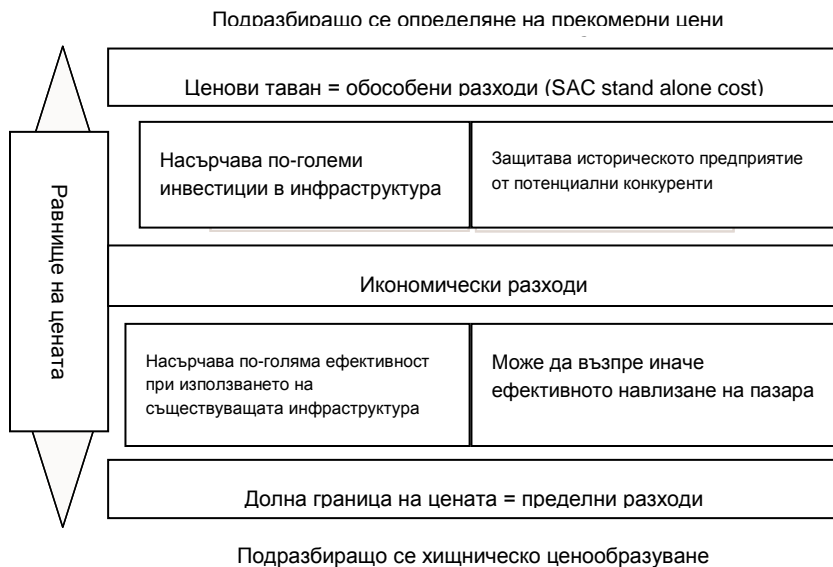 Подразбиращо се определяне на прекомерни цени
Ценови таван = обособени разходи (SAC stand alone cost)
Насърчава по-големи
инвестиции в инфраструктура
Защитава историческото предприятие
от потенциални конкуренти
Равнище на цената
Икономически разходи
Насърчава по-голяма ефективност
при използването на
съществуващата инфраструктура
Може да възпре иначе
ефективното навлизане на пазара
Долна граница на цената = пределни разходи
Подразбиращо се хищническо ценообразуване